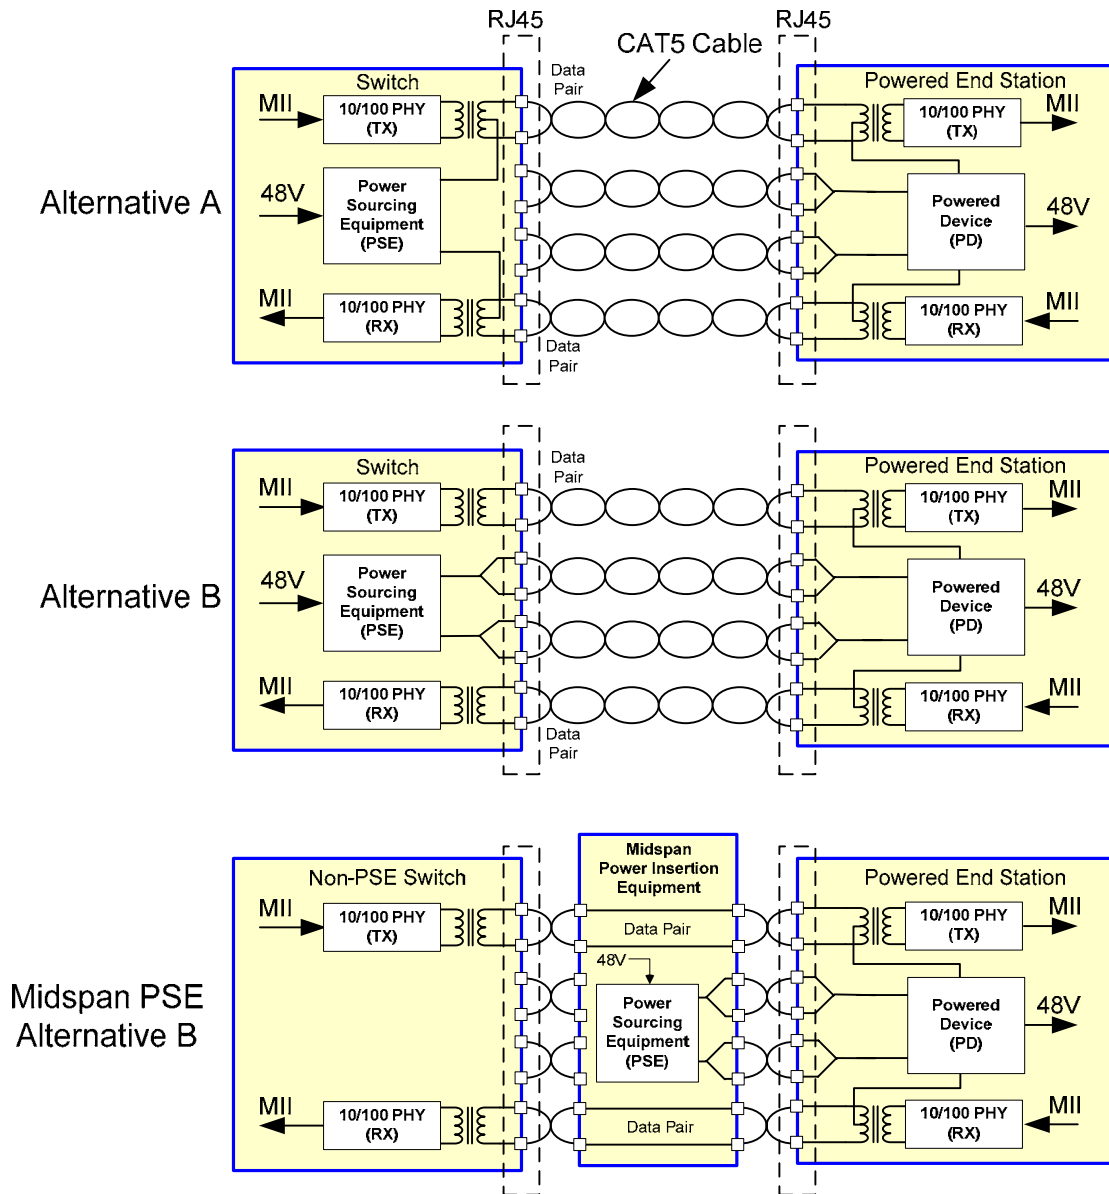 RJ45
RJ45
CAT5 Cable
Alternative A
Switch
MII
10/100 PHY
(TX)
48V
Power
Sourcing
Equipment
(PSE)
MII
10/100 PHY
(RX)
Data
Pair
Data
Pair
Powered End Station
10/100 PHY
(TX)
MII
Powered
Device
(PD)
48V
10/100 PHY
(RX)
MII
Alternative B
Switch
MII
10/100 PHY
(TX)
48V
Power
Sourcing
Equipment
(PSE)
MII
10/100 PHY
(RX)
Data
Pair
Data
Pair
Powered End Station
10/100 PHY
(TX)
MII
Powered
Device
(PD)
48V
10/100 PHY
(RX)
MII
Midspan PSE
Alternative B
Non-PSE Switch
MII
10/100 PHY
(TX)
MII
10/100 PHY
(RX)
Midspan
Power Insertion
Equipment
Data Pair
48V
Power
Sourcing
Equipment
(PSE)
Data Pair
Powered End Station
10/100 PHY
(TX)
MII
Powered
Device
(PD)
48V
10/100 PHY
(RX)
MII